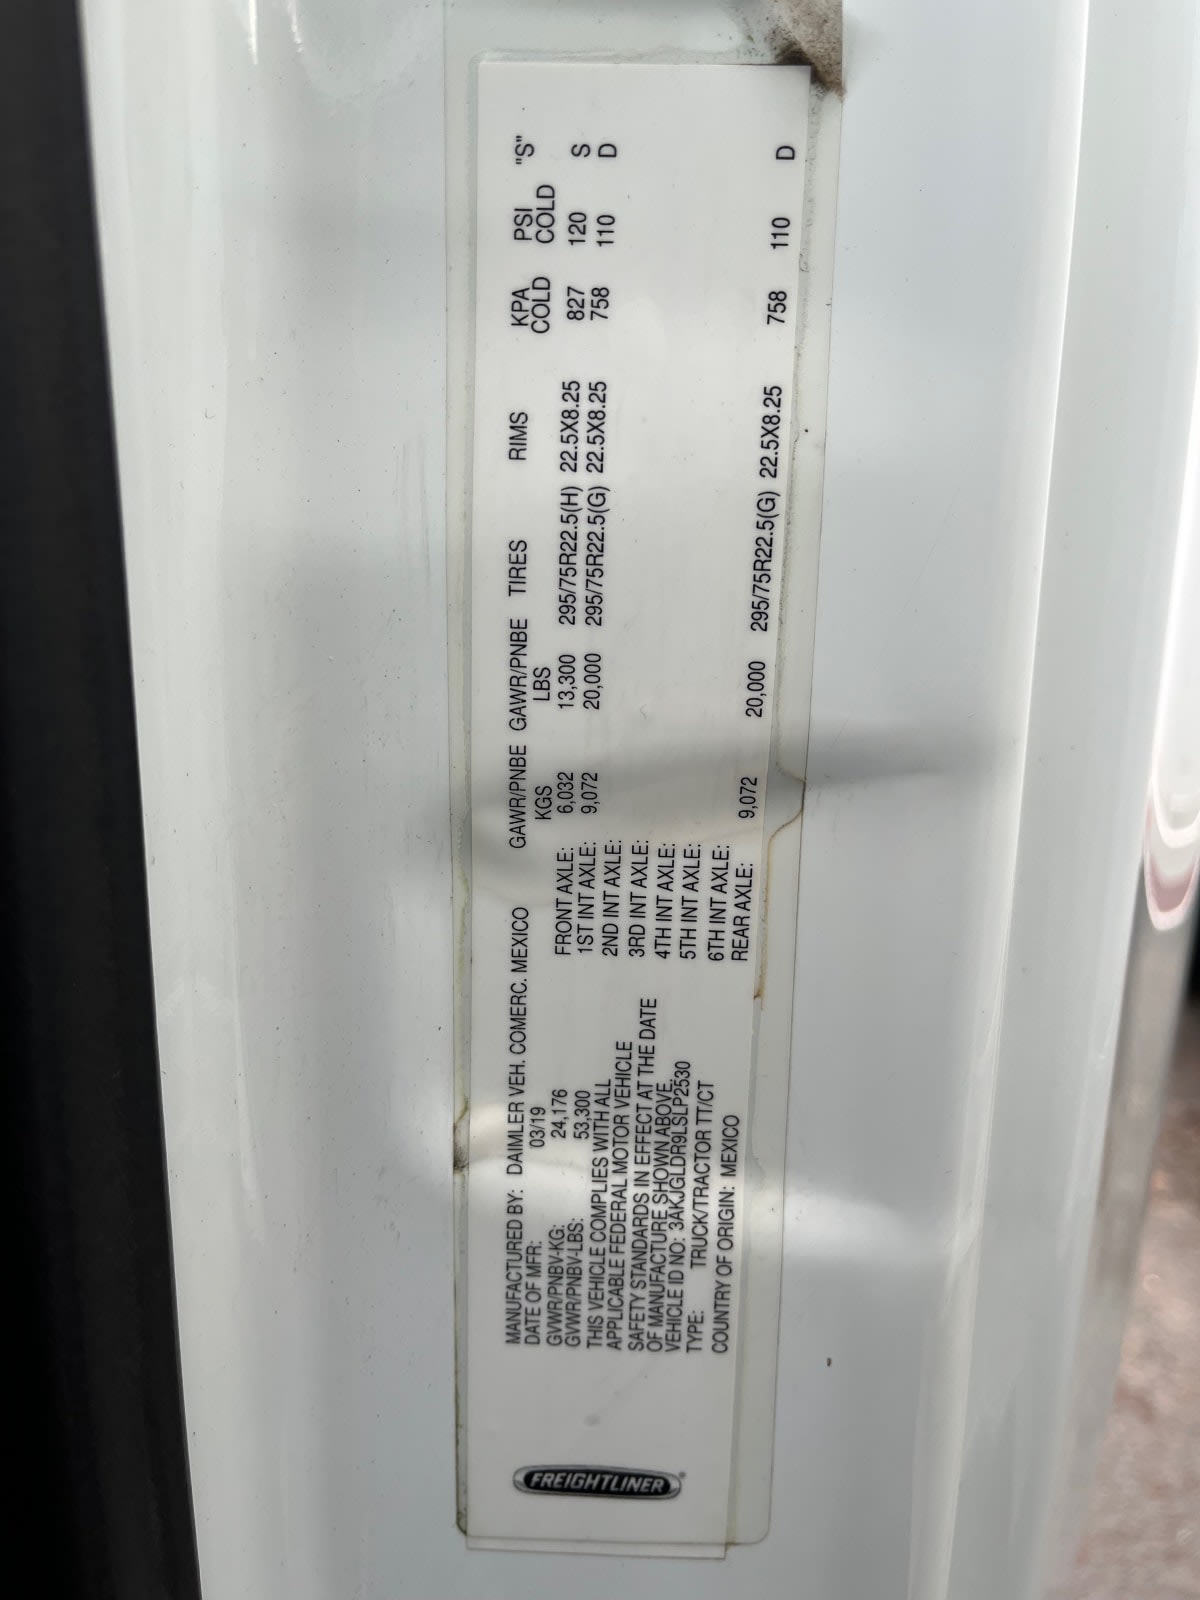 FREIGHTLINER
MANUFACTURED BY: DAIMLER VEH. COMERC. MEXICO
DATE OF MFR: 03/19
GVWR/PNBV-KG: 24,176
GVWR/PNBV-LBS: 53,300
THIS VEHICLE COMPLIES WITH ALL
APPLICABLE FEDERAL MOTOR VEHICLE
SAFETY STANDARDS IN EFFECT AT THE DATE
OF MANUFACTURE SHOWN ABOVE.
VEHICLE ID NO: 3AKJGLDR9LSLP2530
TYPE: TRUCK/TRACTOR TT/CT
COUNTRY OF ORIGIN: MEXICO
GAWR/PNBE GAWR/PNBE TIRES RIMS KPA PSI "S"
KGS LBS COLD COLD
FRONT AXLE: 6,032 13,300 295/75R22.5(H) 22.5X8.25 827 120 S
1ST INT AXLE: 9,072 20,000 295/75R22.5(G) 22.5X8.25 758 110 D
2ND INT AXLE:
3RD INT AXLE:
4TH INT AXLE:
5TH INT AXLE:
6TH INT AXLE:
REAR AXLE: 9,072 20,000 295/75R22.5(G) 22.5X8.25 758 110 D